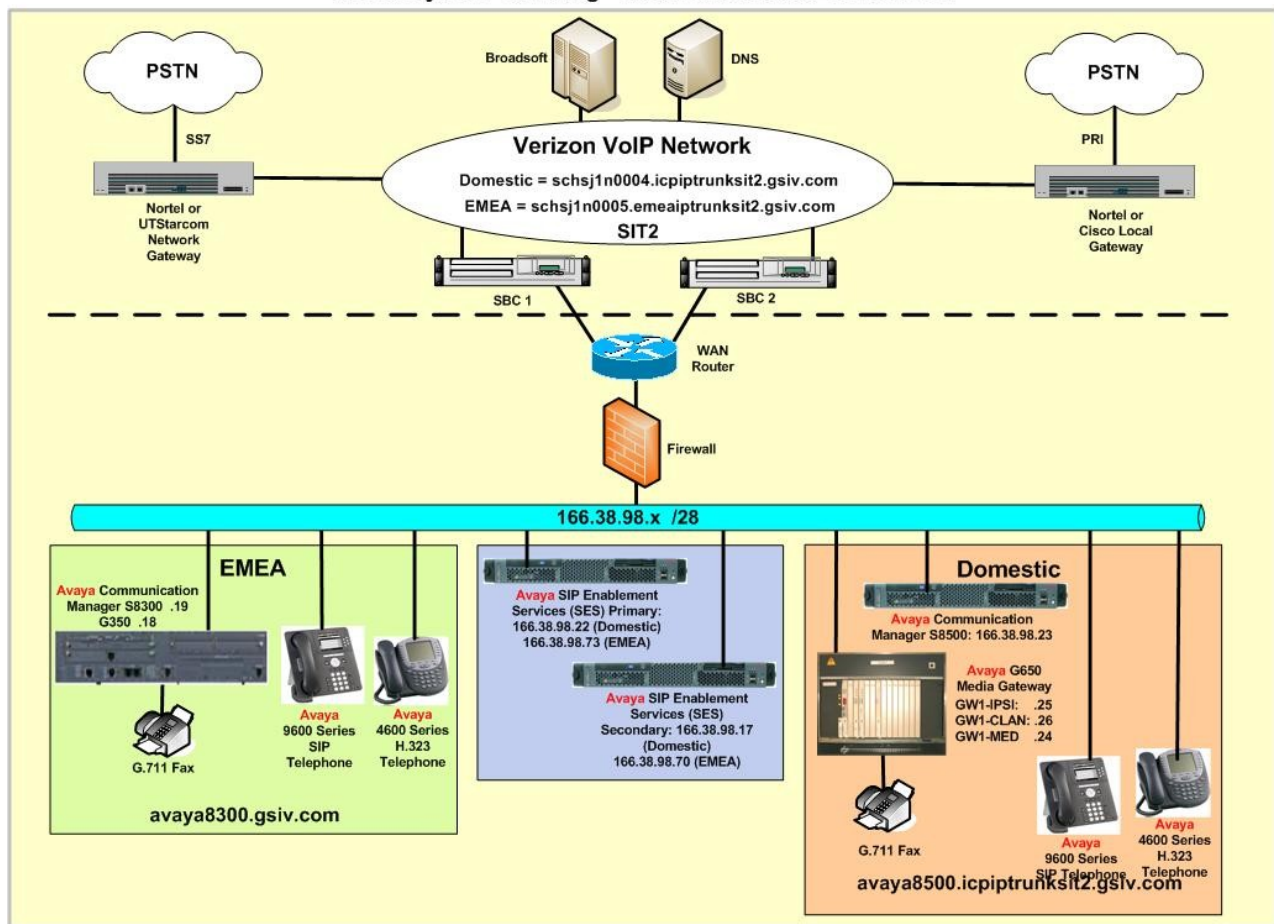 Broadsoft
DNS
PSTN
PSTN
SS7
PRI
Verizon VoIP Network
Domestic = schsj1n0004.icpiptrunksit2.gsiv.com
EMEA = schsj1n0005.emeaiptrunksit2.gsiv.com
SIT2
Nortel or
UTStarcom
Network
Gateway
Nortel or
Cisco Local
Gateway
SBC 1
SBC 2
WAN
Router
Firewall
166.38.98.x /28
EMEA
Avaya Communication
Manager S8300 .19
G350 .18
G.711 Fax
Avaya
9600 Series
SIP
Telephone
Avaya
4600 Series
H.323
Telephone
avaya8300.gsiv.com
Avaya SIP Enablement
Services (SES) Primary:
166.38.98.22 (Domestic)
166.38.98.73 (EMEA)
Avaya SIP Enablement
Services (SES)
Secondary: 166.38.98.17
(Domestic)
166.38.98.70 (EMEA)
Domestic
Avaya Communication
Manager S8500: 166.38.98.23
Avaya G650
Media Gateway
GW1-IPSI: .25
GW1-CLAN: .26
GW1-MED .24
G.711 Fax
Avaya
9600 Series
SIP Telephone
Avaya
4600 Series
H.323
Telephone
avaya8500.icpiptrunksit2.gsiv.com